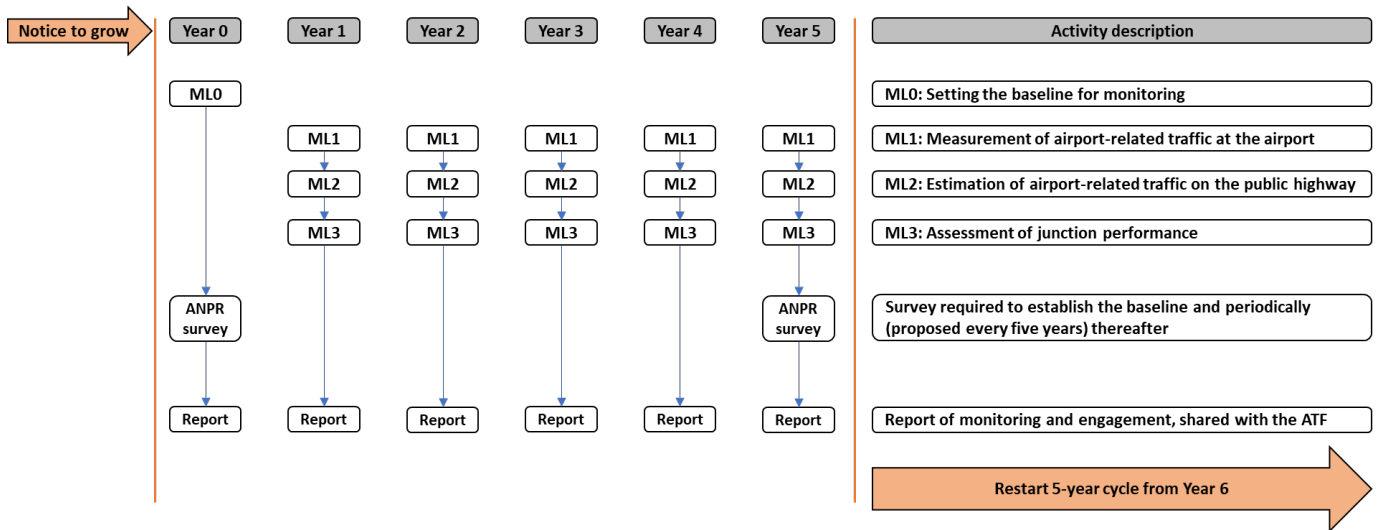 Notice to grow
Year 0
Year 1
Year 2
Year 3
Year 4
Year 5
Activity description
ML0
ML0: Setting the baseline for monitoring
ML1
ML1
ML1
ML1
ML1
ML1: Measurement of airport-related traffic at the airport
ML2
ML2
ML2
ML2
ML2
ML2: Estimation of airport-related traffic on the public highway
ML3
ML3
ML3
ML3
ML3
ML3: Assessment of junction performance
ANPR
survey
ANPR
survey
Survey required to establish the baseline and periodically
(proposed every five years) thereafter
Report
Report
Report
Report
Report
Report
Report of monitoring and engagement, shared with the ATF
Restart 5-year cycle from Year 6